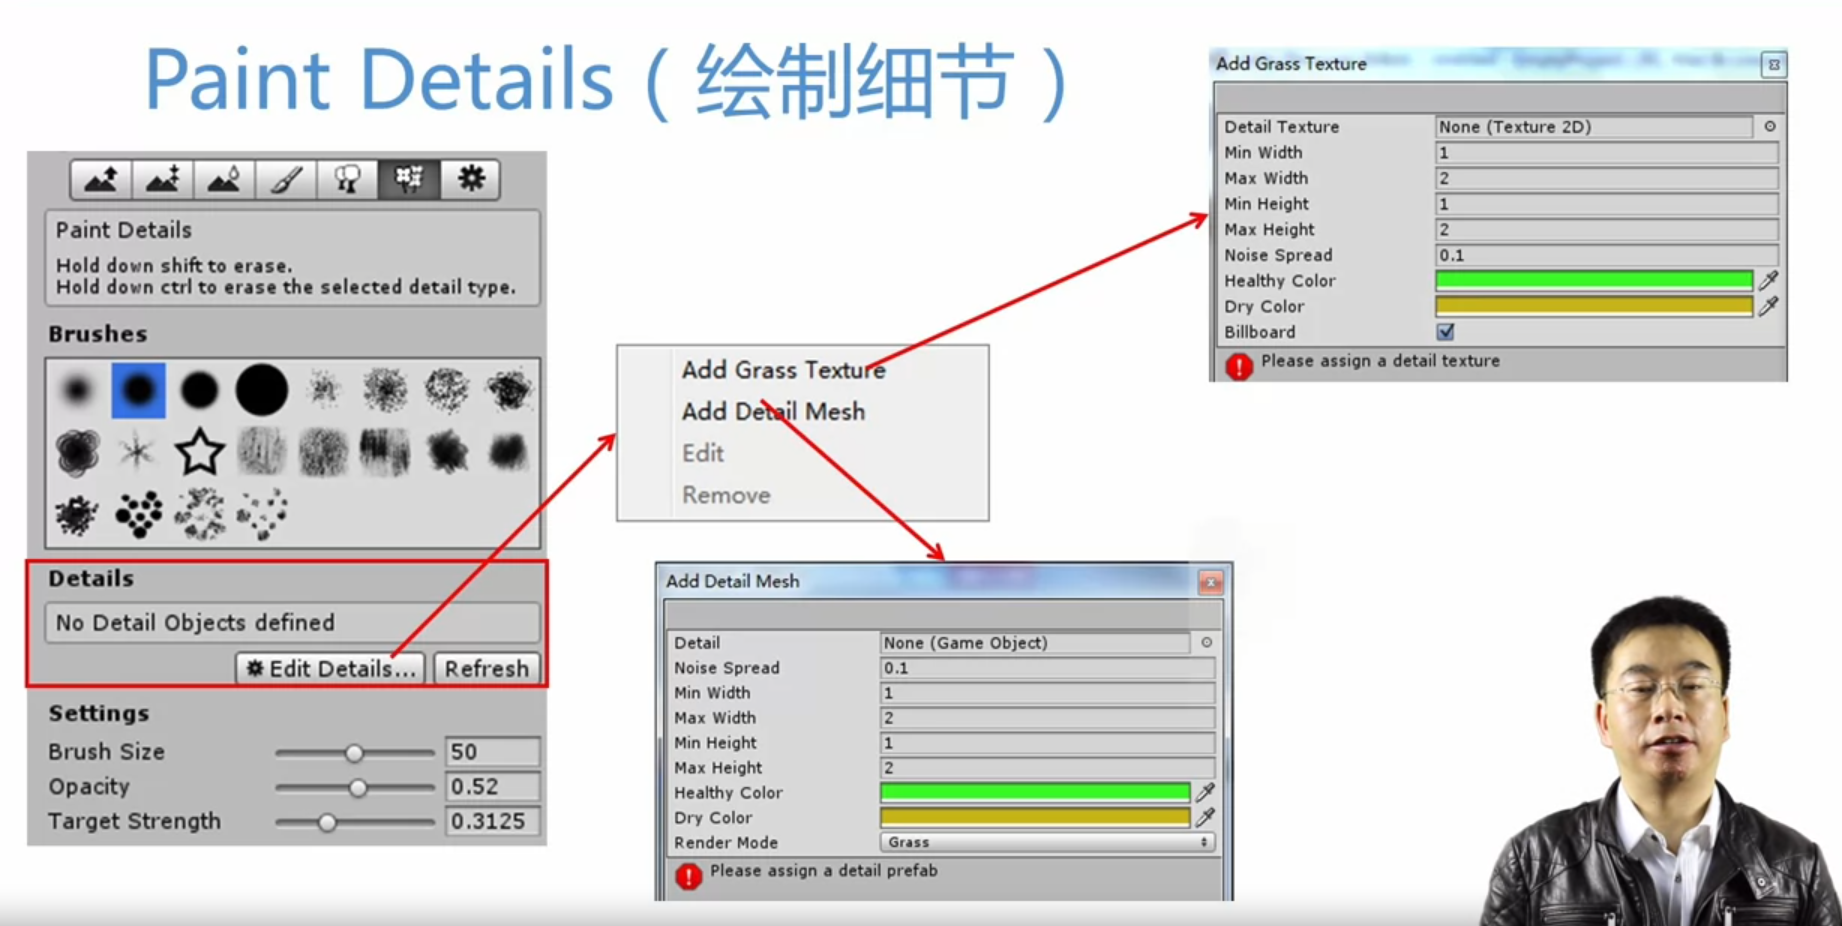 Paint Details（绘制细节）
Paint Details
Hold down shift to erase.
Hold down ctrl to erase the selected detail type.
Brushes
Details
No Detail Objects defined
Edit Details...
Refresh
Settings
Brush Size 50
Opacity 0.52
Target Strength 0.3125
Add Grass Texture
Add Detail Mesh
Edit
Remove
Add Grass Texture
Detail Texture None (Texture 2D)
Min Width 1
Max Width 2
Min Height 1
Max Height 2
Noise Spread 0.1
Healthy Color
Dry Color
Billboard
Please assign a detail texture
Add Detail Mesh
Detail None (Game Object)
Noise Spread 0.1
Min Width 1
Max Width 2
Min Height 1
Max Height 2
Healthy Color
Dry Color
Render Mode Grass
Please assign a detail prefab